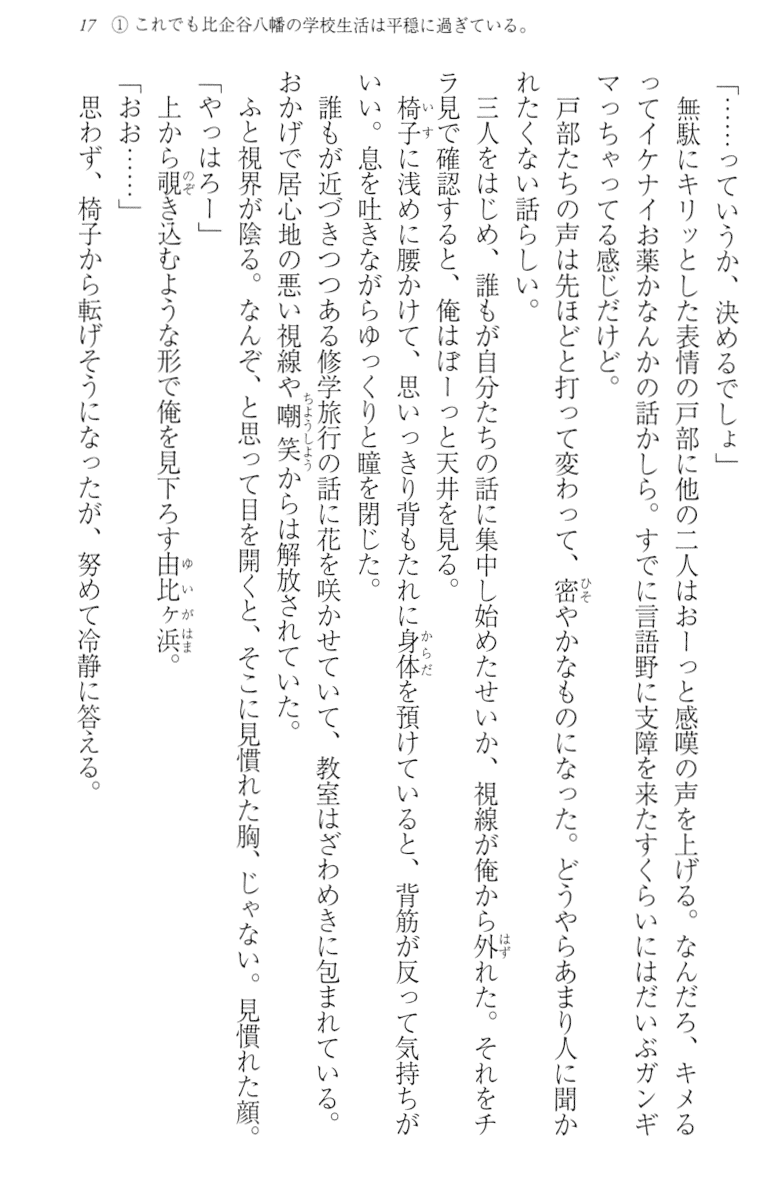 17 ① これでも比企谷八幡の学校生活は平穏に過ぎている。
「……っていうか、決めるでしょ」
無駄にキリッとした表情の戸部に他の二人はおーっと感嘆の声を上げる。なんだろ、キメる
ってイケナイお薬かなんかの話かしら。すでに言語野に支障を来たすくらいにはだいぶガンギ
マっちゃってる感じだけど。
戸部たちの声は先ほどと打って変わって、密やかなものになった。どうやらあまり人に聞か
れたくない話らしい。
三人をはじめ、誰もが自分たちの話に集中し始めたせいか、視線が俺から外れた。それをチ
ラ見で確認すると、俺はぼーっと天井を見る。
椅子に浅めに腰かけて、思いっきり背もたれに身体を預けていると、背筋が反って気持ちが
いい。息を吐きながらゆっくりと瞳を閉じた。
誰もが近づきつつある修学旅行の話に花を咲かせていて、教室はざわめきに包まれている。
おかげで居心地の悪い視線や嘲笑からは解放されていた。
ふと視界が陰る。なんぞ、と思って目を開くと、そこに見慣れた胸、じゃない。見慣れた顔。
「やっはろー」
上から覗き込むような形で俺を見下ろす由比ヶ浜。
「おお……」
思わず、椅子から転げそうになったが、努めて冷静に答える。